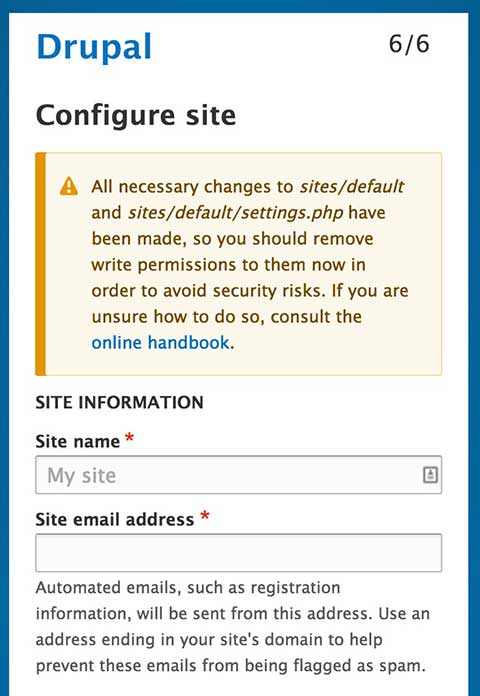 Drupal
6/6
Configure site
All necessary changes to sites/default
and sites/default/settings.php have
been made, so you should remove
write permissions to them now in
order to avoid security risks. If you are
unsure how to do so, consult the
online handbook.
SITE INFORMATION
Site name *
My site
Site email address *
Automated emails, such as registration
information, will be sent from this address. Use an
address ending in your site's domain to help
prevent these emails from being flagged as spam.